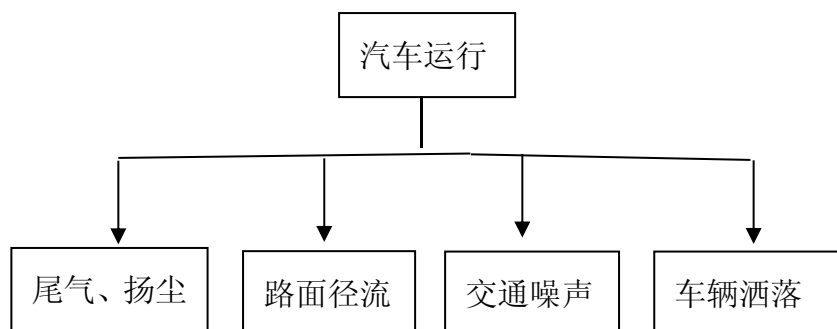 汽车运行
尾气、扬尘
路面径流
交通噪声
车辆洒落